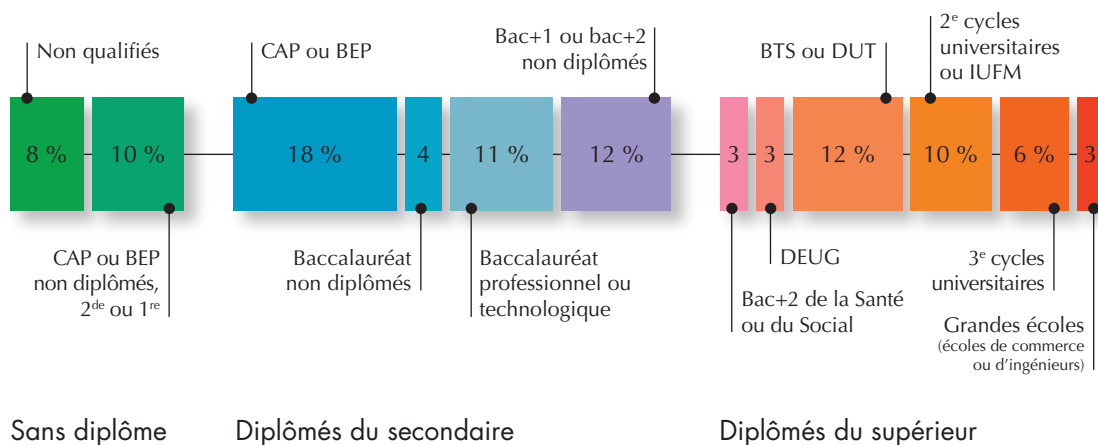 Non qualifiés
CAP ou BEP
Bac+1 ou bac+2
non diplômés
BTS ou DUT
2e cycles
universitaires
ou IUFM
8 %
10 %
18 %
4
11 %
12 %
3
3
12 %
10 %
6 %
3
CAP ou BEP
non diplômés,
2de ou 1re
Baccalauréat
non diplômés
Baccalauréat
professionnel ou
technologique
DEUG
Bac+2 de la Santé
ou du Social
3e cycles
universitaires
Grandes écoles
(écoles de commerce
ou d'ingénieurs)
Sans diplôme
Diplômés du secondaire
Diplômés du supérieur